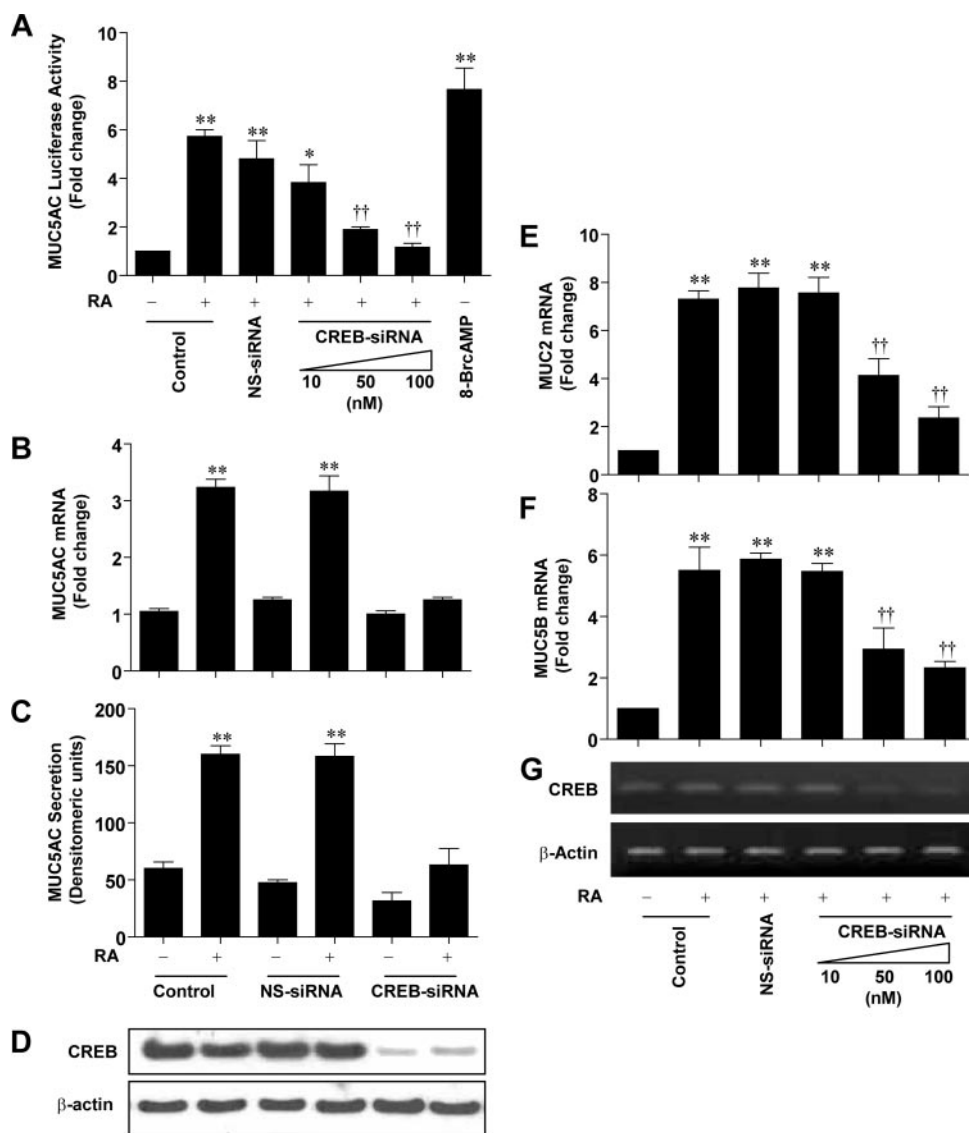 A
MUC5AC Luciferase Activity
(Fold change)
10
8
6
4
2
0
**
**
*
††
††
**
RA
– + + + + + –
Control
NS-siRNA
CREB-siRNA
10 50 100
(nM)
8-BrcAMP
B
MUC5AC mRNA
(Fold change)
4
3
2
1
0
**
**
C
MUC5AC Secretion
(Densitomeric units)
200
150
100
50
0
**
**
RA
– + – + – +
Control
NS-siRNA
CREB-siRNA
D
CREB
β-actin
E
MUC2 mRNA
(Fold change)
10
8
6
4
2
0
**
**
**
††
††
F
MUC5B mRNA
(Fold change)
8
6
4
2
0
**
**
**
††
††
G
CREB
β-Actin
RA
– + + + + +
Control
NS-siRNA
CREB-siRNA
10 50 100
(nM)